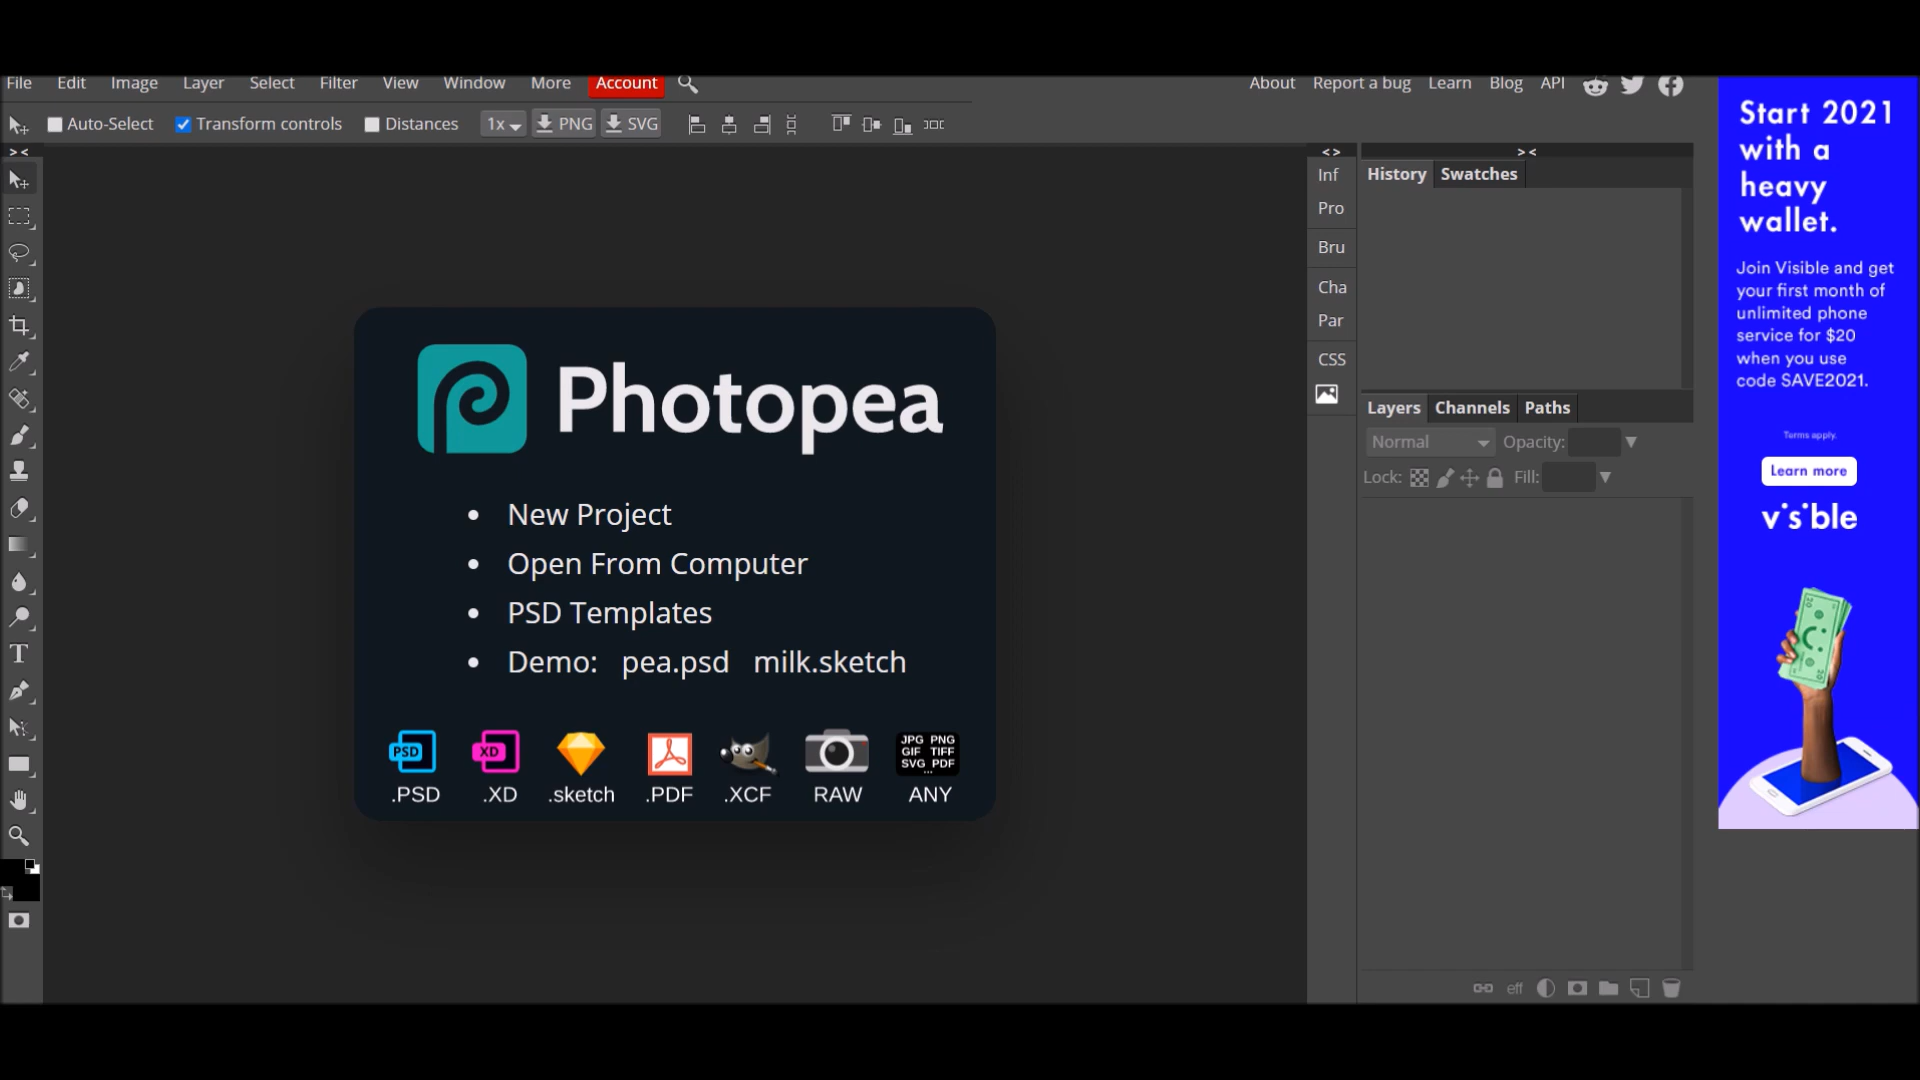 File Edit Image Layer Select Filter View Window More Account About Report a bug Learn Blog API
Auto-Select Transform controls Distances 1x PNG SVG
> <
< >
> <
Inf
Pro
Bru
Cha
Par
CSS
History Swatches
Layers Channels Paths
Normal Opacity:
Lock: Fill:
eff
Photopea
New Project
Open From Computer
PSD Templates
Demo: pea.psd milk.sketch
PSD XD JPG PNG
GIF TIFF
SVG PDF
...
.PSD .XD .sketch .PDF .XCF RAW ANY
T
Start 2021
with a
heavy
wallet.
Join Visible and get
your first month of
unlimited phone
service for $20
when you use
code SAVE2021.
Terms apply.
Learn more
visible